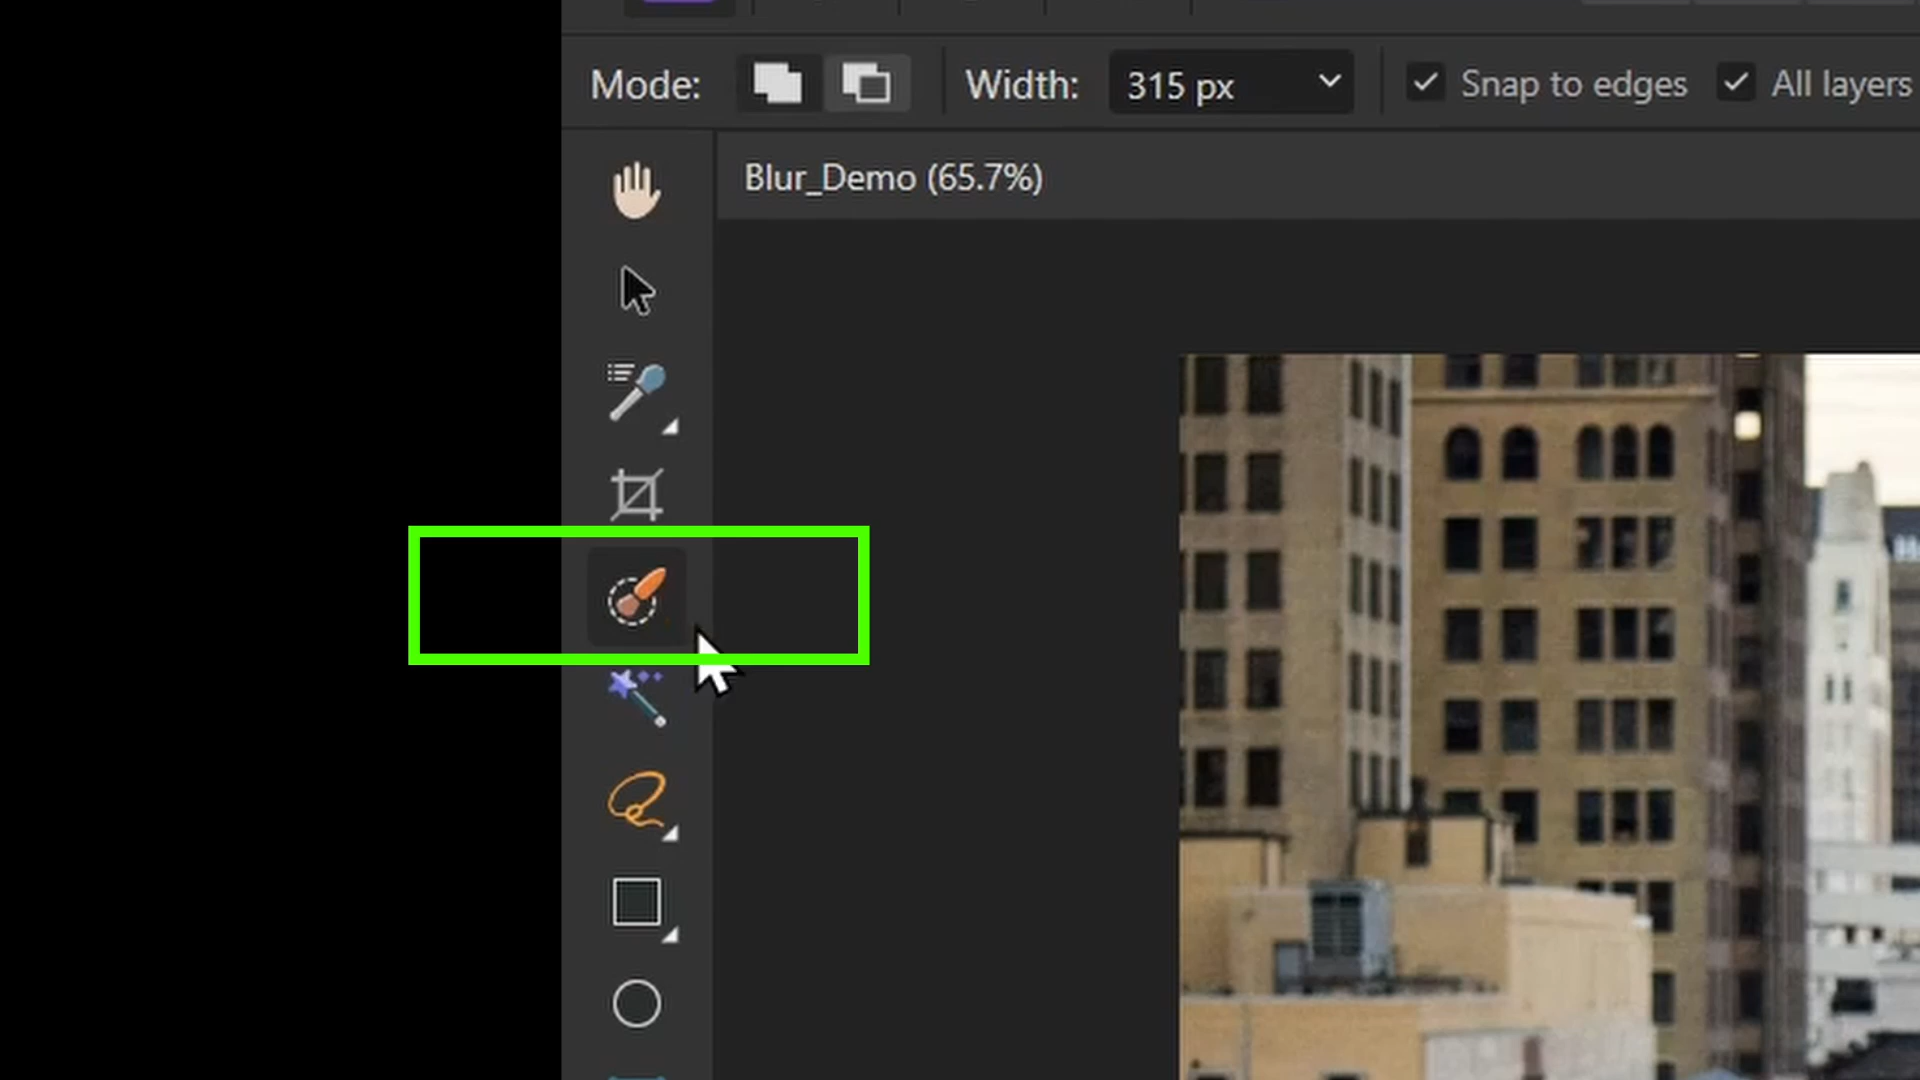 Mode: Width: 315 px Snap to edges All layers
Blur_Demo (65.7%)